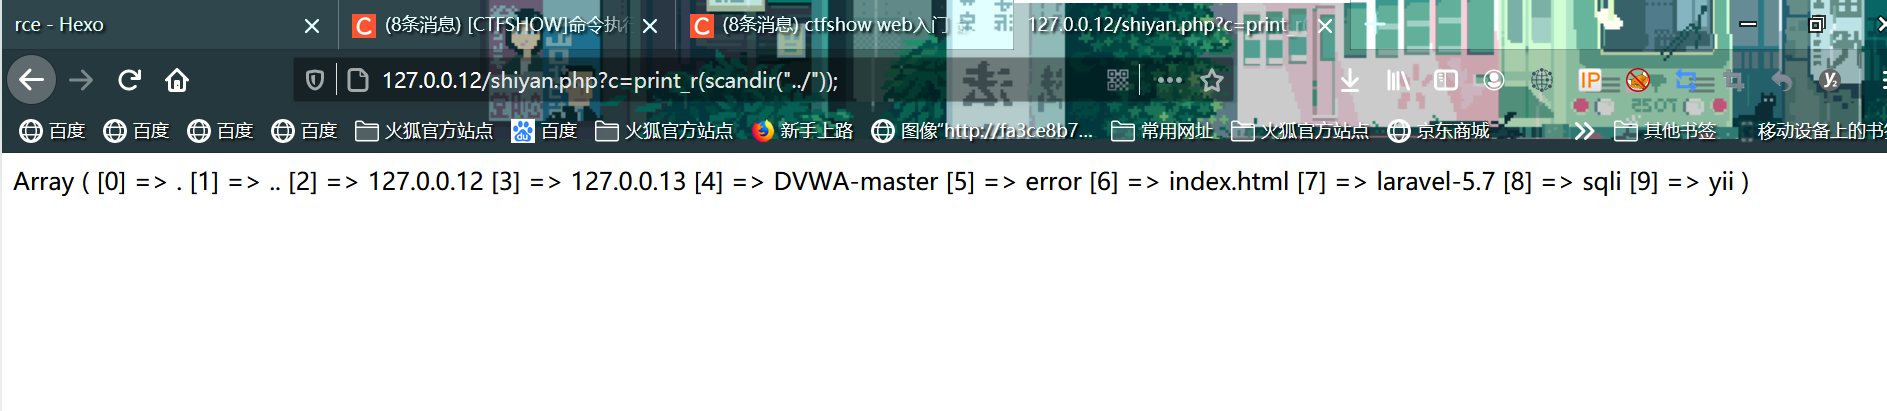 rce - Hexo
(8条消息) [CTFSHOW]命令执行
(8条消息) ctfshow web入门
127.0.0.12/shiyan.php?c=print_r
127.0.0.12/shiyan.php?c=print_r(scandir("../"));
IP
y₂
百度 百度 百度 百度 火狐官方站点 百度 火狐官方站点 新手上路 图像“http://fa3ce8b7... 常用网址 火狐官方站点 京东商城 其他书签 移动设备上的书签
Array ( [0] => . [1] => .. [2] => 127.0.0.12 [3] => 127.0.0.13 [4] => DVWA-master [5] => error [6] => index.html [7] => laravel-5.7 [8] => sqli [9] => yii )